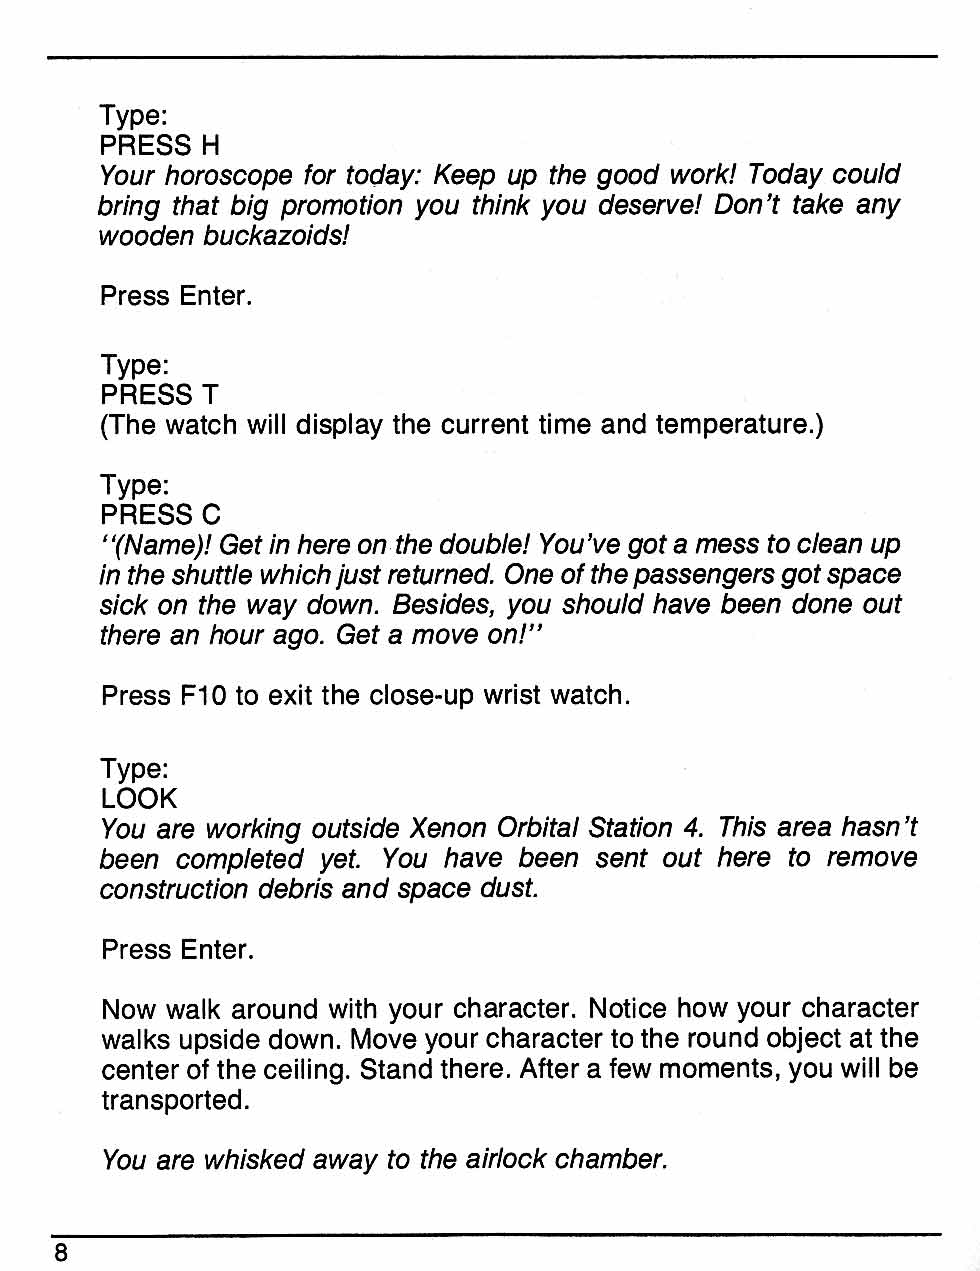 Type:
PRESS H
Your horoscope for today: Keep up the good work! Today could
bring that big promotion you think you deserve! Don't take any
wooden buckazoids!
Press Enter.
Type:
PRESS T
(The watch will display the current time and temperature.)
Type:
PRESS C
''(Name)! Get in here on the double! You've got a mess to clean up
in the shuttle which just returned. One of the passengers got space
sick on the way down. Besides, you should have been done out
there an hour ago. Get a move on!''
Press F10 to exit the close-up wrist watch.
Type:
LOOK
You are working outside Xenon Orbital Station 4. This area hasn't
been completed yet. You have been sent out here to remove
construction debris and space dust.
Press Enter.
Now walk around with your character. Notice how your character
walks upside down. Move your character to the round object at the
center of the ceiling. Stand there. After a few moments, you will be
transported.
You are whisked away to the airlock chamber.
8